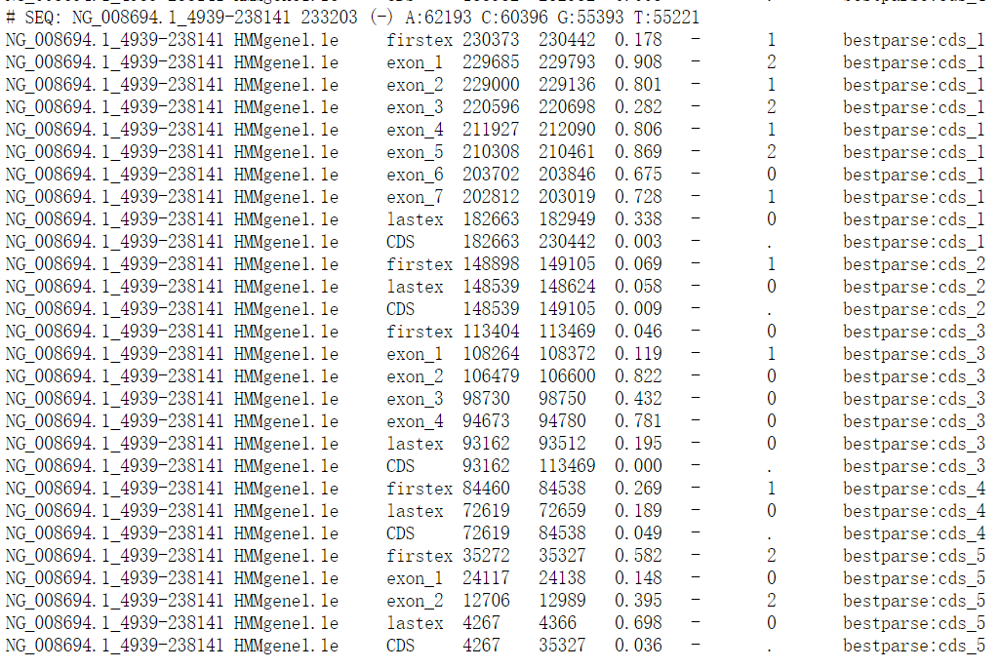 # SEQ: NG_008694.1_4939-238141 233203 (-) A:62193 C:60396 G:55393 T:55221
NG_008694.1_4939-238141 HMMgene1.1e firstex 230373 230442 0.178 - 1 bestparse:cds_1
NG_008694.1_4939-238141 HMMgene1.1e exon_1 229685 229793 0.908 - 2 bestparse:cds_1
NG_008694.1_4939-238141 HMMgene1.1e exon_2 229000 229136 0.801 - 1 bestparse:cds_1
NG_008694.1_4939-238141 HMMgene1.1e exon_3 220596 220698 0.282 - 2 bestparse:cds_1
NG_008694.1_4939-238141 HMMgene1.1e exon_4 211927 212090 0.806 - 1 bestparse:cds_1
NG_008694.1_4939-238141 HMMgene1.1e exon_5 210308 210461 0.869 - 2 bestparse:cds_1
NG_008694.1_4939-238141 HMMgene1.1e exon_6 203702 203846 0.675 - 0 bestparse:cds_1
NG_008694.1_4939-238141 HMMgene1.1e exon_7 202812 203019 0.728 - 1 bestparse:cds_1
NG_008694.1_4939-238141 HMMgene1.1e lastex 182663 182949 0.338 - 0 bestparse:cds_1
NG_008694.1_4939-238141 HMMgene1.1e CDS 182663 230442 0.003 - . bestparse:cds_1
NG_008694.1_4939-238141 HMMgene1.1e firstex 148898 149105 0.069 - 1 bestparse:cds_2
NG_008694.1_4939-238141 HMMgene1.1e lastex 148539 148624 0.058 - 0 bestparse:cds_2
NG_008694.1_4939-238141 HMMgene1.1e CDS 148539 149105 0.009 - . bestparse:cds_2
NG_008694.1_4939-238141 HMMgene1.1e firstex 113404 113469 0.046 - 0 bestparse:cds_3
NG_008694.1_4939-238141 HMMgene1.1e exon_1 108264 108372 0.119 - 1 bestparse:cds_3
NG_008694.1_4939-238141 HMMgene1.1e exon_2 106479 106600 0.822 - 0 bestparse:cds_3
NG_008694.1_4939-238141 HMMgene1.1e exon_3 98730 98750 0.432 - 0 bestparse:cds_3
NG_008694.1_4939-238141 HMMgene1.1e exon_4 94673 94780 0.781 - 0 bestparse:cds_3
NG_008694.1_4939-238141 HMMgene1.1e lastex 93162 93512 0.195 - 0 bestparse:cds_3
NG_008694.1_4939-238141 HMMgene1.1e CDS 93162 113469 0.000 - . bestparse:cds_3
NG_008694.1_4939-238141 HMMgene1.1e firstex 84460 84538 0.269 - 1 bestparse:cds_4
NG_008694.1_4939-238141 HMMgene1.1e lastex 72619 72659 0.189 - 0 bestparse:cds_4
NG_008694.1_4939-238141 HMMgene1.1e CDS 72619 84538 0.049 - . bestparse:cds_4
NG_008694.1_4939-238141 HMMgene1.1e firstex 35272 35327 0.582 - 2 bestparse:cds_5
NG_008694.1_4939-238141 HMMgene1.1e exon_1 24117 24138 0.148 - 0 bestparse:cds_5
NG_008694.1_4939-238141 HMMgene1.1e exon_2 12706 12989 0.395 - 2 bestparse:cds_5
NG_008694.1_4939-238141 HMMgene1.1e lastex 4267 4366 0.698 - 0 bestparse:cds_5
NG_008694.1_4939-238141 HMMgene1.1e CDS 4267 35327 0.036 - . bestparse:cds_5